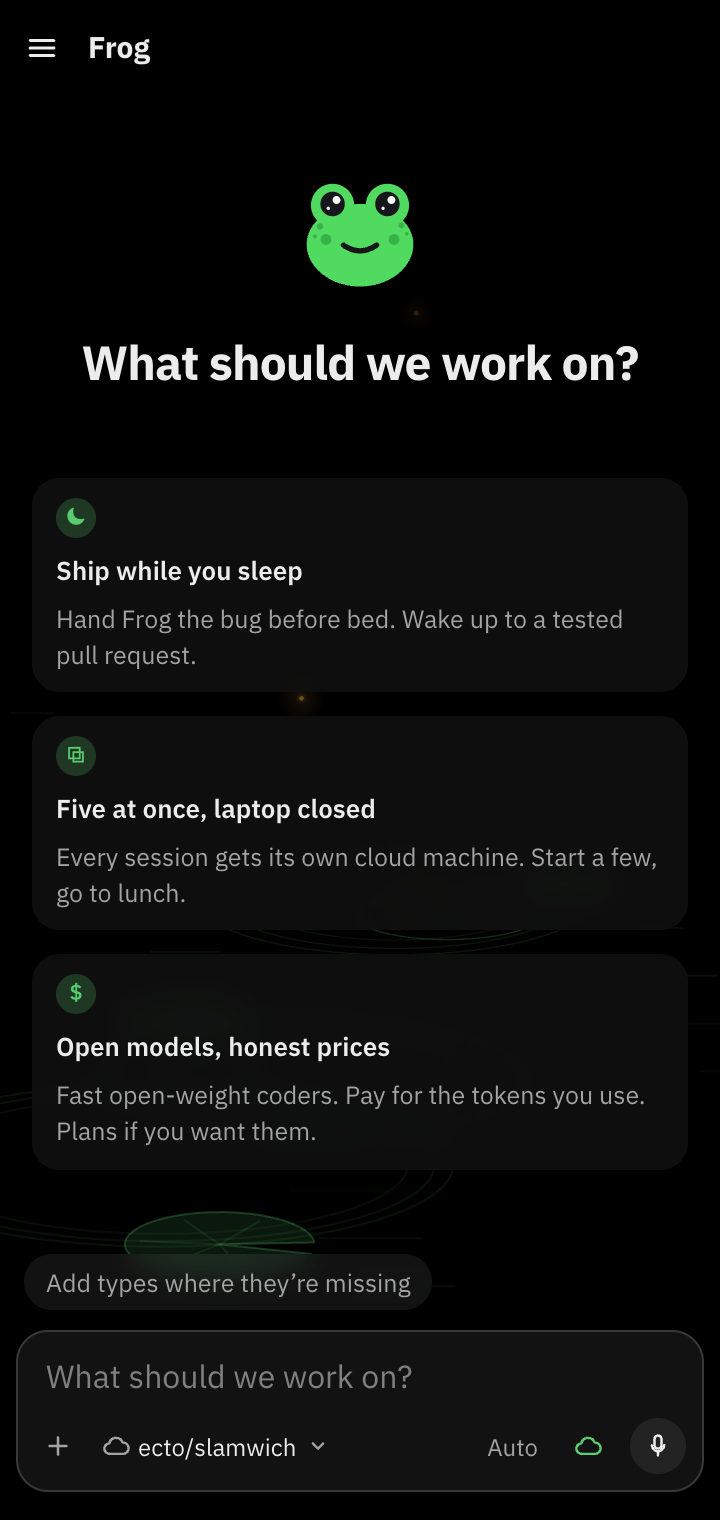 Frog
What should we work on?
Ship while you sleep
Hand Frog the bug before bed. Wake up to a tested
pull request.
Five at once, laptop closed
Every session gets its own cloud machine. Start a few,
go to lunch.
$
Open models, honest prices
Fast open-weight coders. Pay for the tokens you use.
Plans if you want them.
Add types where they’re missing
What should we work on?
ecto/slamwich
Auto